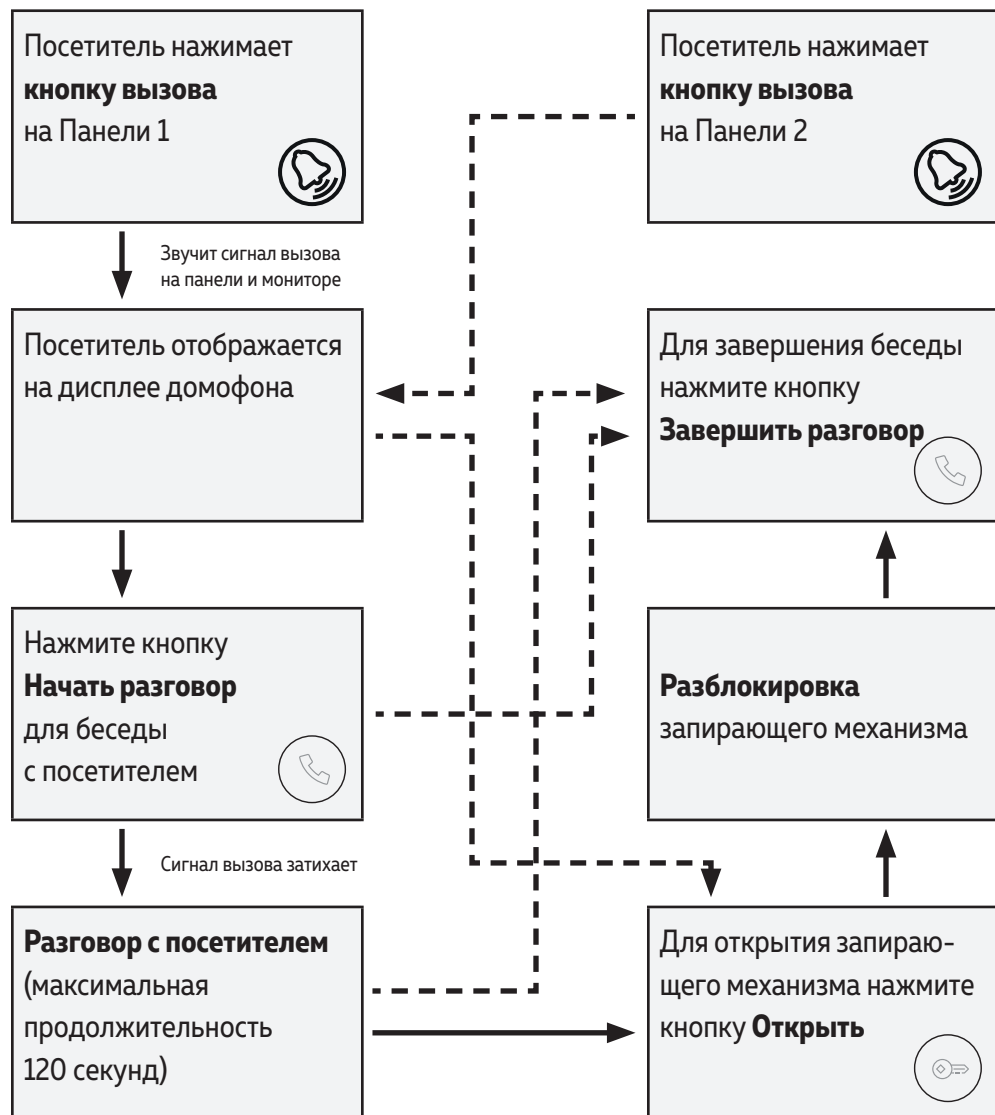 Посетитель нажимает
кнопку вызова
на Панели 1
Посетитель нажимает
кнопку вызова
на Панели 2
Звучит сигнал вызова
на панели и мониторе
Посетитель отображается
на дисплее домофона
Для завершения беседы
нажмите кнопку
Завершить разговор
Нажмите кнопку
Начать разговор
для беседы
с посетителем
Разблокировка
запирающего механизма
Сигнал вызова затихает
Разговор с посетителем
(максимальная
продолжительность
120 секунд)
Для открытия запираю-
щего механизма нажмите
кнопку Открыть